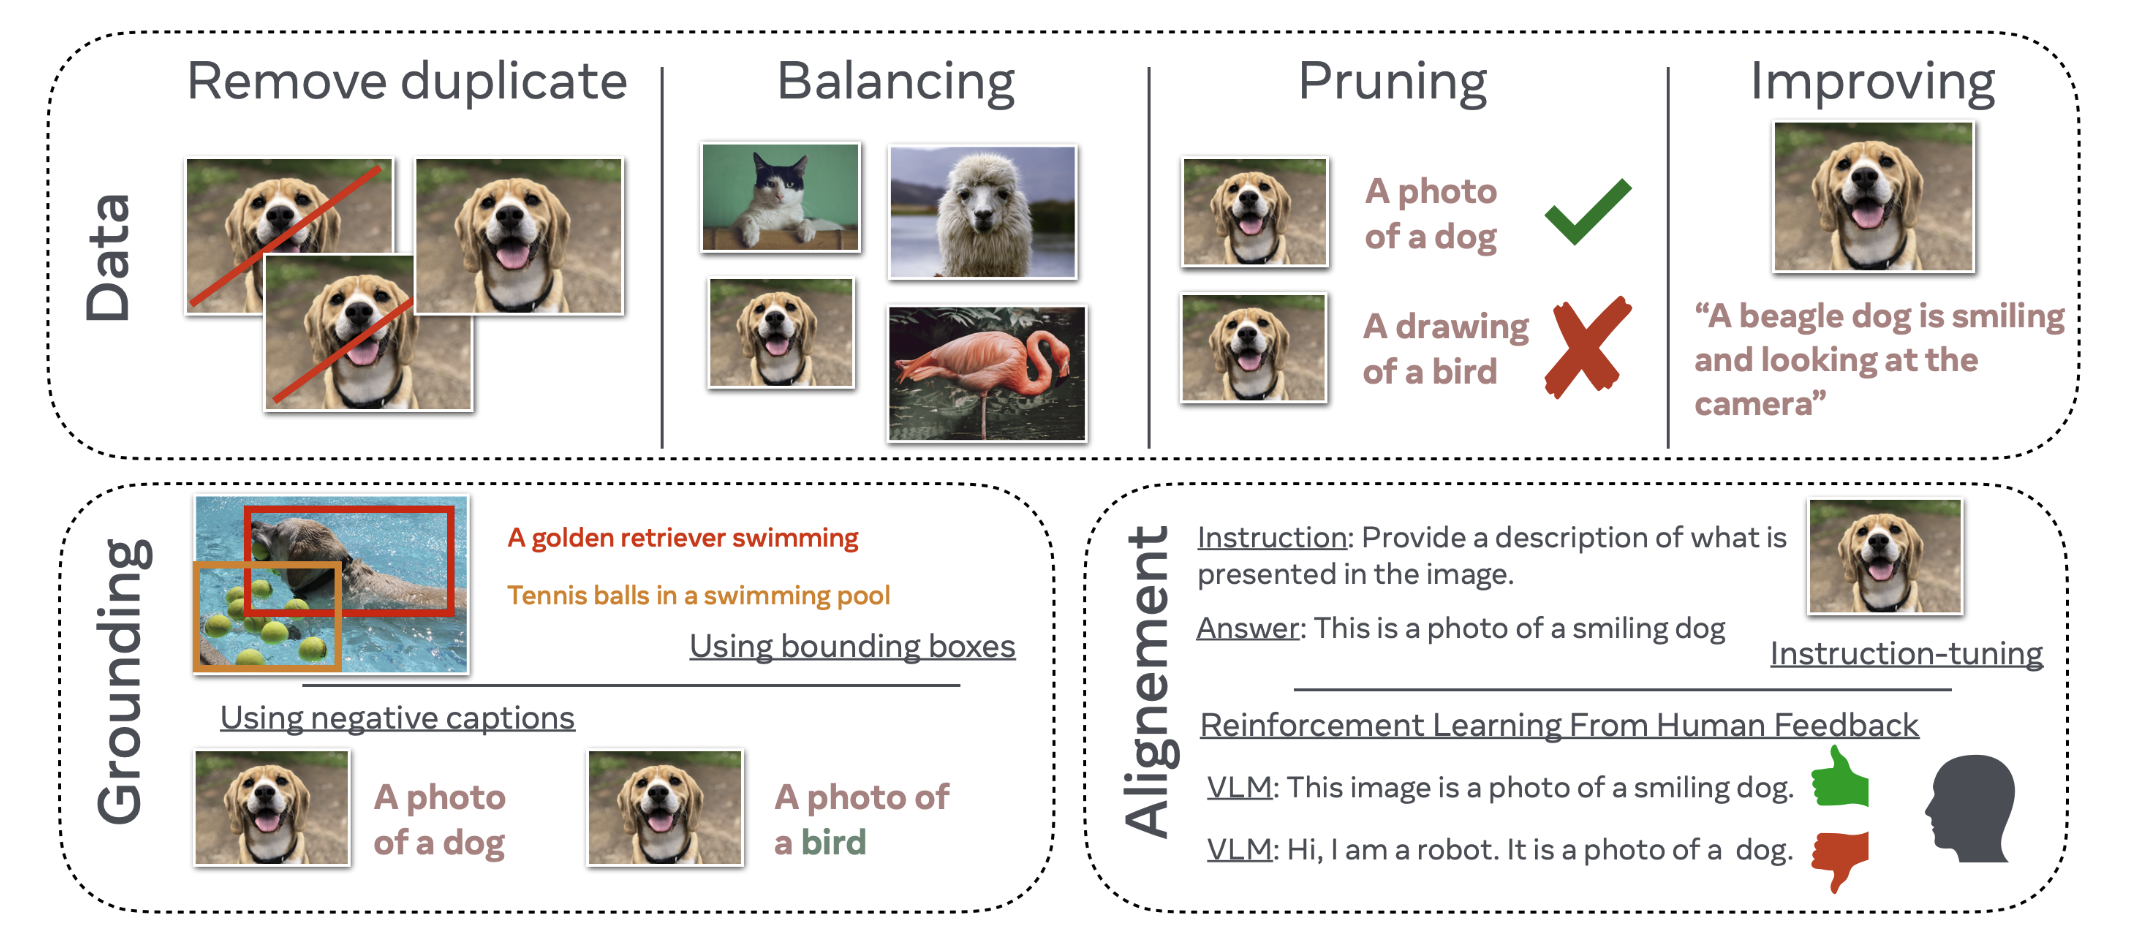 Data
Remove duplicate
Balancing
Pruning
A photo
of a dog
A drawing
of a bird
Improving
“A beagle dog is smiling
and looking at the
camera”
Grounding
A golden retriever swimming
Tennis balls in a swimming pool
Using bounding boxes
Using negative captions
A photo
of a dog
A photo of
a bird
Alignement
Instruction: Provide a description of what is
presented in the image.
Answer: This is a photo of a smiling dog
Instruction-tuning
Reinforcement Learning From Human Feedback
VLM: This image is a photo of a smiling dog.
VLM: Hi, I am a robot. It is a photo of a dog.